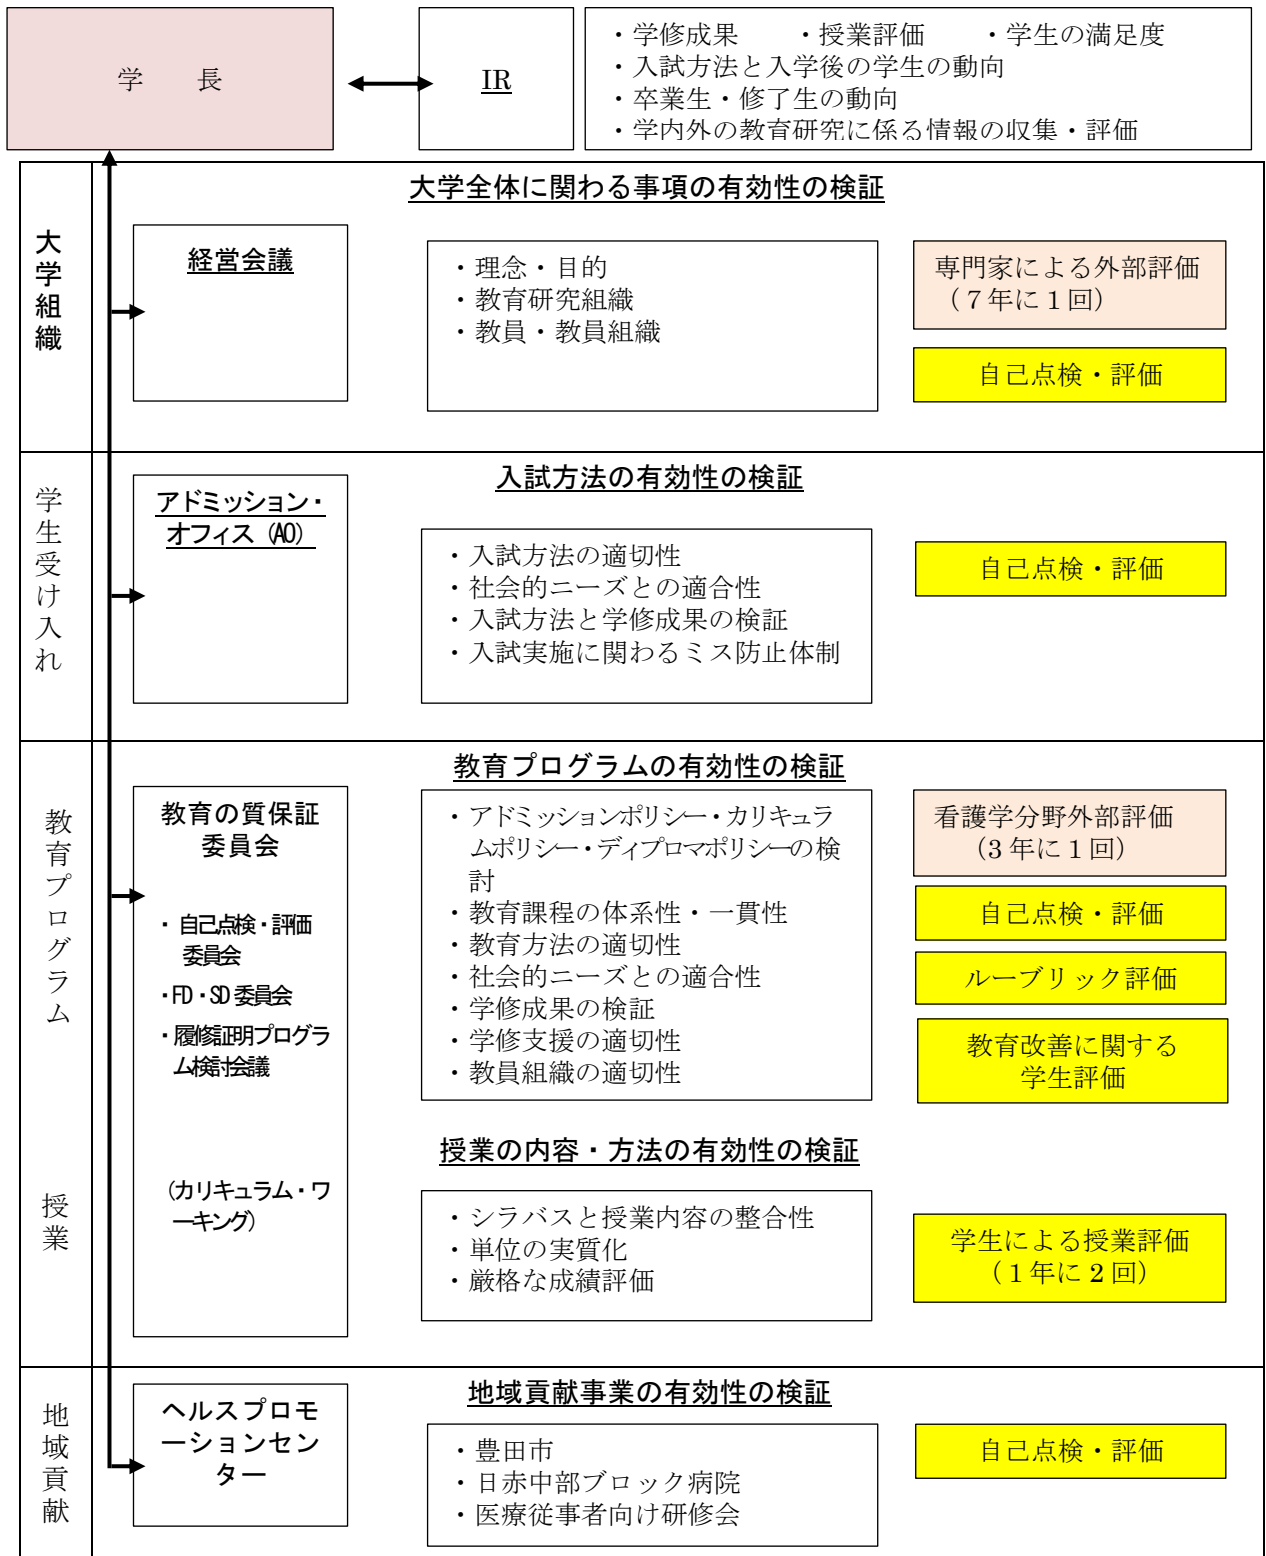 学　　長
IR
・学修成果　　・授業評価　　・学生の満足度
・入試方法と入学後の学生の動向
・卒業生・修了生の動向
・学内外の教育研究に係る情報の収集・評価
大学組織
大学全体に関わる事項の有効性の検証
経営会議
・理念・目的
・教育研究組織
・教員・教員組織
専門家による外部評価
（７年に１回）
自己点検・評価
学生受け入れ
入試方法の有効性の検証
アドミッション・
オフィス（AO）
・入試方法の適切性
・社会的ニーズとの適合性
・入試方法と学修成果の検証
・入試実施に関わるミス防止体制
自己点検・評価
教育プログラム
教育プログラムの有効性の検証
教育の質保証
委員会
・自己点検・評価
委員会
・FD・SD 委員会
・履修証明プログラ
ム検討会議
・アドミッションポリシー・カリキュラ
ムポリシー・ディプロマポリシーの検
討
・教育課程の体系性・一貫性
・教育方法の適切性
・社会的ニーズとの適合性
・学修成果の検証
・学修支援の適切性
・教員組織の適切性
看護学分野外部評価
（3 年に１回）
自己点検・評価
ルーブリック評価
教育改善に関する
学生評価
授業
授業の内容・方法の有効性の検証
（カリキュラム・ワ
ーキング）
・シラバスと授業内容の整合性
・単位の実質化
・厳格な成績評価
学生による授業評価
（１年に 2 回）
地域貢献
地域貢献事業の有効性の検証
ヘルスプロモ
ーションセン
ター
・豊田市
・日赤中部ブロック病院
・医療従事者向け研修会
自己点検・評価